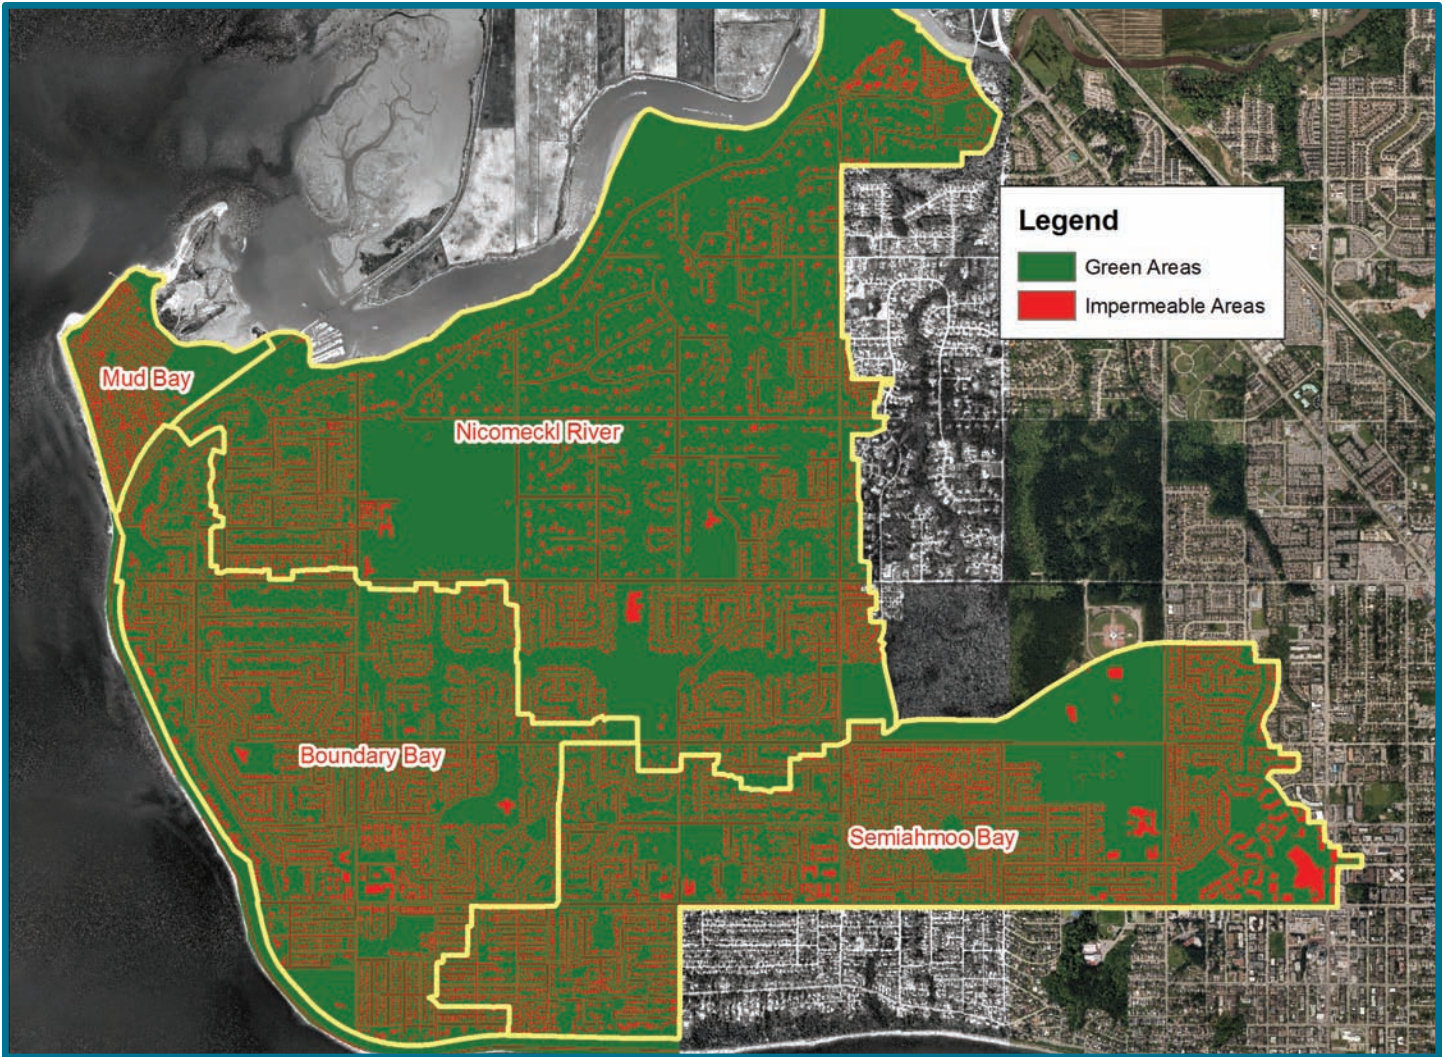 Legend
Green Areas
Impermeable Areas
Mud Bay
Nicomeckl River
Boundary Bay
Semiahmoo Bay